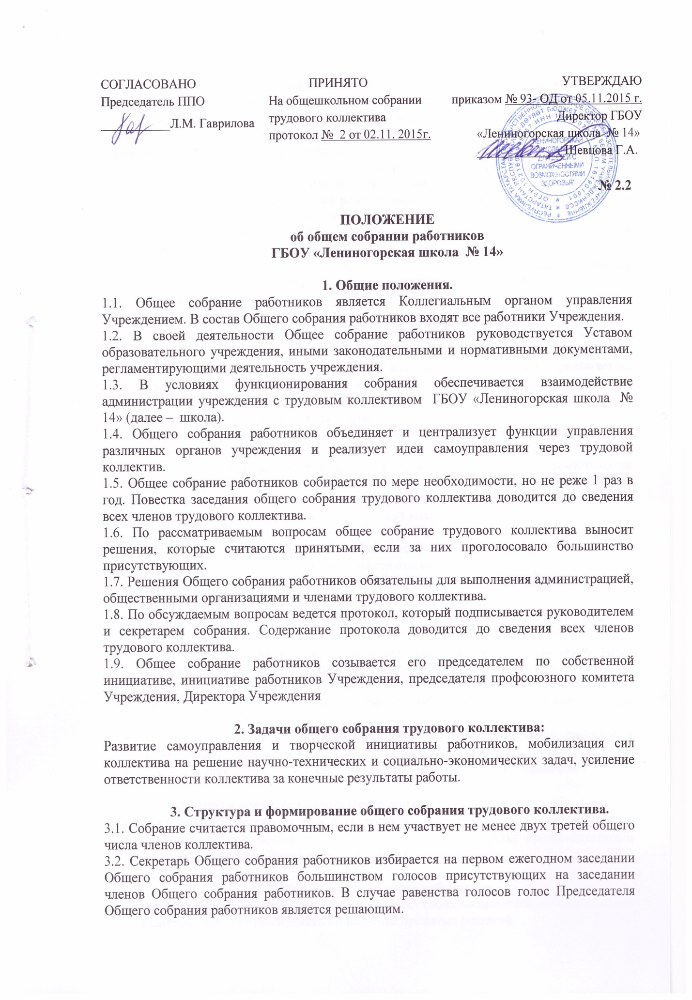 СОГЛАСОВАНО
Председатель ППО
___________Л.М. Гаврилова
ПРИНЯТО
На общешкольном собрании
трудового коллектива
протокол № 2 от 02.11. 2015г.
УТВЕРЖДАЮ
приказом № 93- ОД от 05.11.2015 г.
Директор ГБОУ
«Лениногорская школа № 14»
Шевцова Г.А.
ЛЕНИНОГОРСКАЯ
ШКОЛА № 14
ДЛЯ ДЕТЕЙ С
ОГРАНИЧЕННЫМИ
ВОЗМОЖНОСТЯМИ
ЗДОРОВЬЯ"
№ 2.2
ПОЛОЖЕНИЕ
об общем собрании работников
ГБОУ «Лениногорская школа № 14»
1. Общие положения.
1.1. Общее собрание работников является Коллегиальным органом управления
Учреждением. В состав Общего собрания работников входят все работники Учреждения.
1.2. В своей деятельности Общее собрание работников руководствуется Уставом
образовательного учреждения, иными законодательными и нормативными документами,
регламентирующими деятельность учреждения.
1.3. В условиях функционирования собрания обеспечивается взаимодействие
администрации учреждения с трудовым коллективом ГБОУ «Лениногорская школа №
14» (далее – школа).
1.4. Общего собрания работников объединяет и централизует функции управления
различных органов учреждения и реализует идеи самоуправления через трудовой
коллектив.
1.5. Общее собрание работников собирается по мере необходимости, но не реже 1 раз в
год. Повестка заседания общего собрания трудового коллектива доводится до сведения
всех членов трудового коллектива.
1.6. По рассматриваемым вопросам общее собрание трудового коллектива выносит
решения, которые считаются принятыми, если за них проголосовало большинство
присутствующих.
1.7. Решения Общего собрания работников обязательны для выполнения администрацией,
общественными организациями и членами трудового коллектива.
1.8. По обсуждаемым вопросам ведется протокол, который подписывается руководителем
и секретарем собрания. Содержание протокола доводится до сведения всех членов
трудового коллектива.
1.9. Общее собрание работников созывается его председателем по собственной
инициативе, инициативе работников Учреждения, председателя профсоюзного комитета
Учреждения, Директора Учреждения
2. Задачи общего собрания трудового коллектива:
Развитие самоуправления и творческой инициативы работников, мобилизация сил
коллектива на решение научно-технических и социально-экономических задач, усиление
ответственности коллектива за конечные результаты работы.
3. Структура и формирование общего собрания трудового коллектива.
3.1. Собрание считается правомочным, если в нем участвует не менее двух третей общего
числа членов коллектива.
3.2. Секретарь Общего собрания работников избирается на первом ежегодном заседании
Общего собрания работников большинством голосов присутствующих на заседании
членов Общего собрания работников. В случае равенства голосов голос Председателя
Общего собрания работников является решающим.